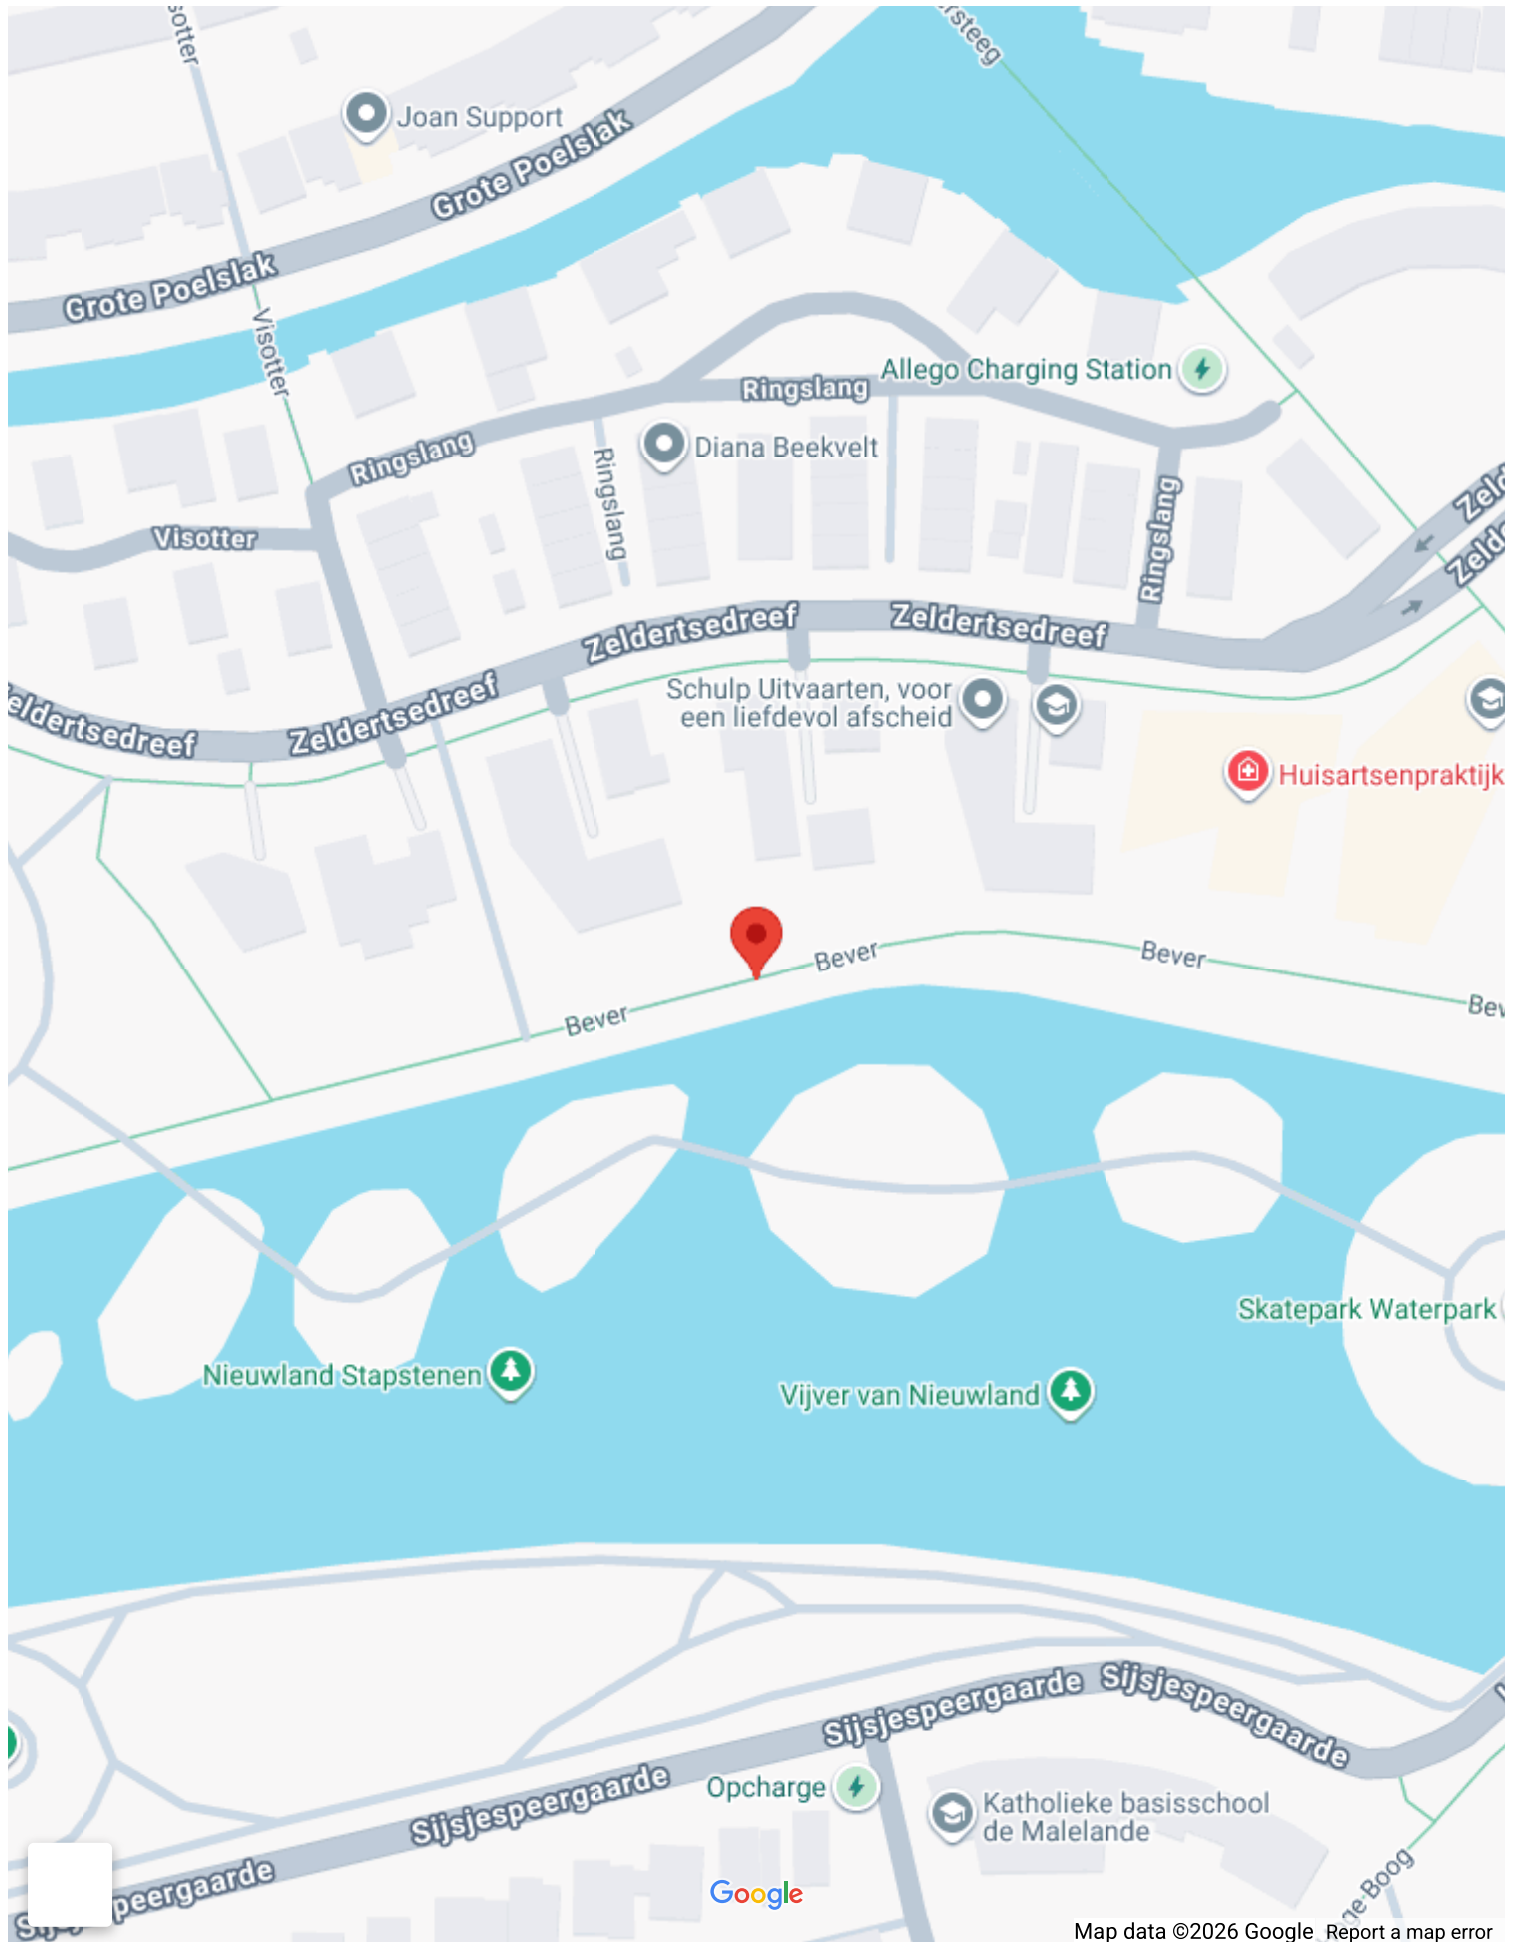 Joan Support
Grote Poelslak
Grote Poelslak
Visotter
Allego Charging Station
Ringslang
Ringslang
Diana Beekvelt
Ringslang
Ringslang
Visotter
Zeldertsedreef
Zeldertsedreef
Zeldertsedreef
Schulp Uitvaarten, voor
een liefdevol afscheid
eldertsedreef
Huisartsenpraktijk
Bever
Bever
Bever
Skatepark Waterpark
Nieuwland Stapstenen
Vijver van Nieuwland
Sijsjespeergaarde
Sijsjespeergaarde
Sijsjespeergaarde
Opcharge
Katholieke basisschool
de Malelande
peergaarde
Google
Map data ©2026 Google Report a map error